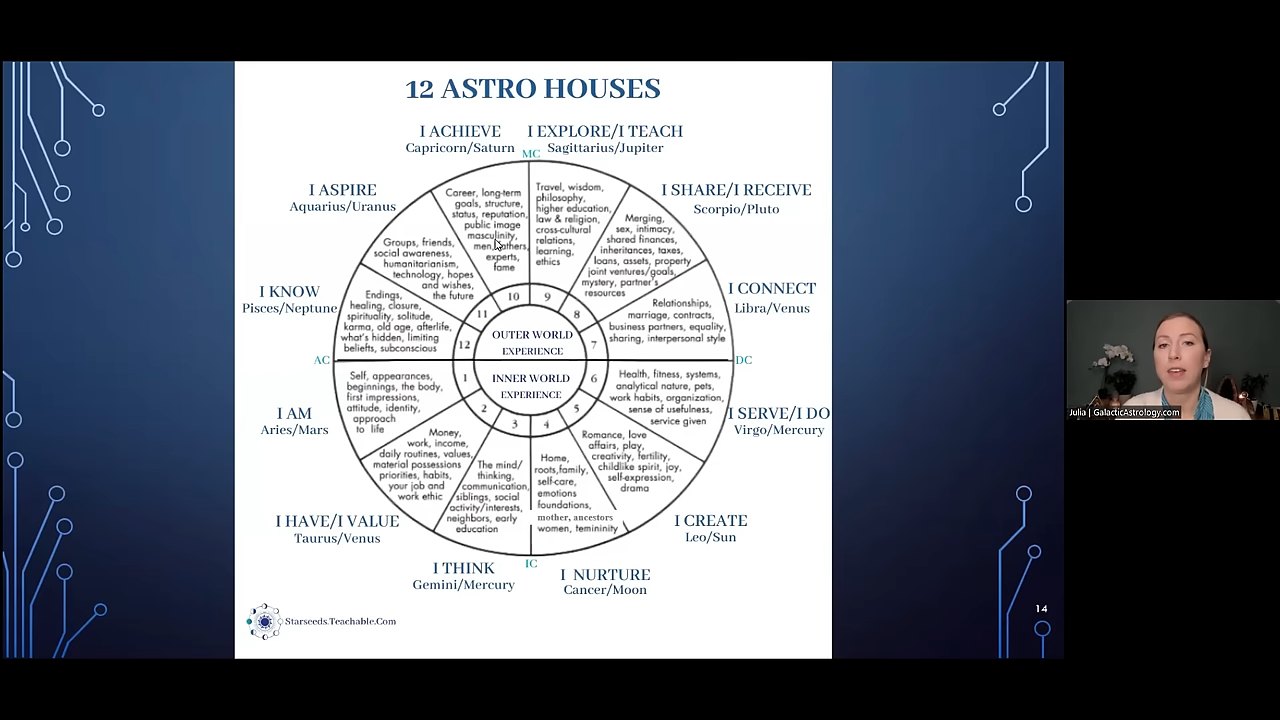 12 ASTRO HOUSES
I ACHIEVE
Capricorn/Saturn
I EXPLORE/I TEACH
Sagittarius/Jupiter
MC
I ASPIRE
Aquarius/Uranus
I SHARE/I RECEIVE
Scorpio/Pluto
I KNOW
Pisces/Neptune
I CONNECT
Libra/Venus
AC
DC
I AM
Aries/Mars
I SERVE/I DO
Virgo/Mercury
I HAVE/I VALUE
Taurus/Venus
I CREATE
Leo/Sun
I THINK
Gemini/Mercury
IC
I NURTURE
Cancer/Moon
Career, long-term
goals, structure,
status, reputation,
public image
masculinity,
men, fathers,
experts,
fame
10
Travel, wisdom,
philosophy,
higher education,
law & religion,
cross-cultural
relations,
learning,
ethics
9
Groups, friends,
social awareness,
humanitarianism,
technology, hopes
and wishes,
the future
11
Merging,
sex, intimacy,
shared finances,
inheritances, taxes,
loans, assets, property
joint ventures/goals,
mystery, partner's
resources
8
Endings,
healing, closure,
spirituality, solitude,
karma, old age, afterlife,
what's hidden, limiting
beliefs, subconscious
12
Relationships,
marriage, contracts,
business partners, equality,
sharing, interpersonal style
7
OUTER WORLD
EXPERIENCE
INNER WORLD
EXPERIENCE
Self, appearances,
beginnings, the body,
first impressions,
attitude, identity,
approach
to life
1
Health, fitness, systems,
analytical nature, pets,
work habits, organization,
sense of usefulness,
service given
6
Money,
work, income,
daily routines, values,
material possessions
priorities, habits,
your job and
work ethic
2
Romance, love
affairs, play,
creativity, fertility,
childlike spirit, joy,
self-expression,
drama
5
The mind/
thinking,
communication,
siblings, social
activity/interests,
neighbors, early
education
3
Home,
roots,family,
self-care,
emotions
foundations,
mother, ancestors
women, femininity
4
Starseeds.Teachable.Com
14
Julia | GalacticAstrology.com